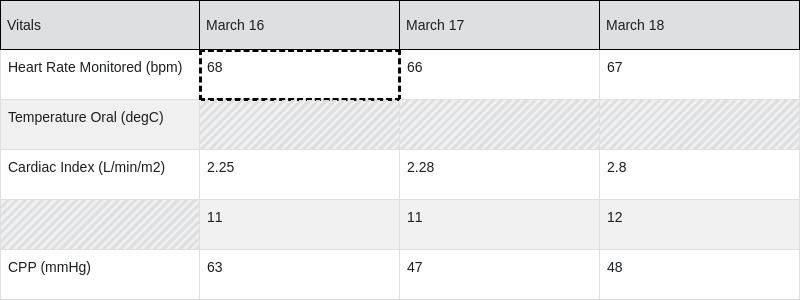 Vitals March 16 March 17 March 18
Heart Rate Monitored (bpm) 68 66 67
Temperature Oral (degC)
Cardiac Index (L/min/m2) 2.25 2.28 2.8
11 11 12
CPP (mmHg) 63 47 48